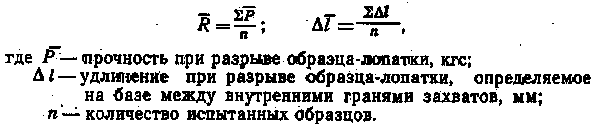 R̅ = ΣP̅/n ; Δl̅ = ΣΔl/n ,
где P̅ — прочность при разрыве образца-лопатки, кгс;
Δ l — удлинение при разрыве образца-лопатки, определяемое
на базе между внутренними гранями захватов, мм;
n — количество испытанных образцов.